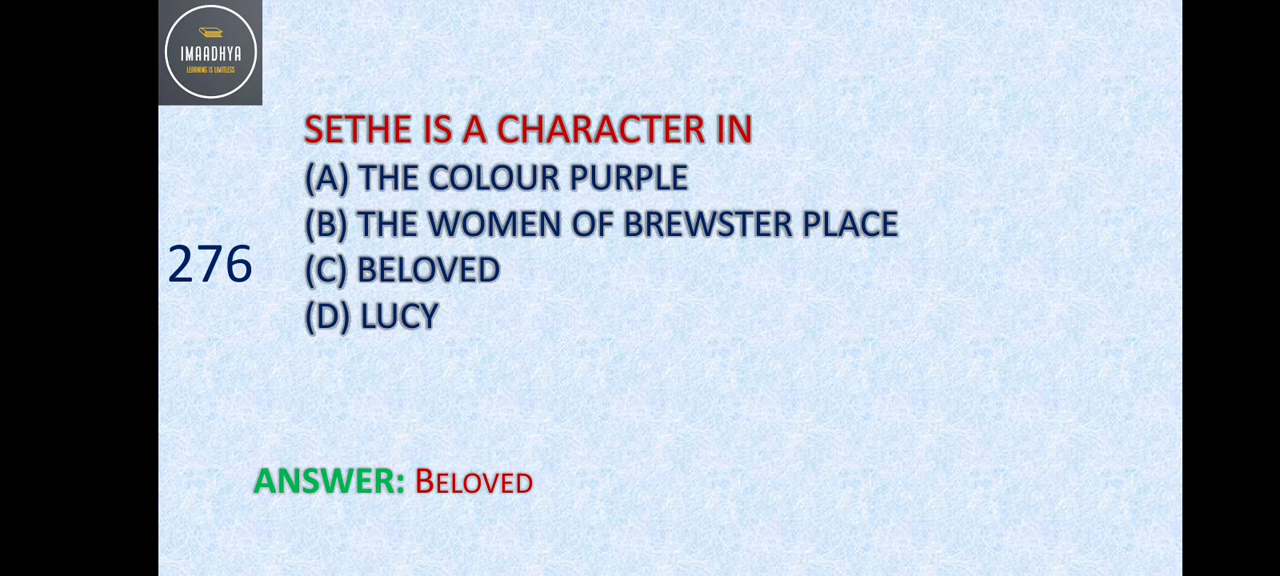 IMAADHYA
LEARNING IS LIMITLESS
SETHE IS A CHARACTER IN
(A) THE COLOUR PURPLE
(B) THE WOMEN OF BREWSTER PLACE
276
(C) BELOVED
(D) LUCY
ANSWER: BELOVED